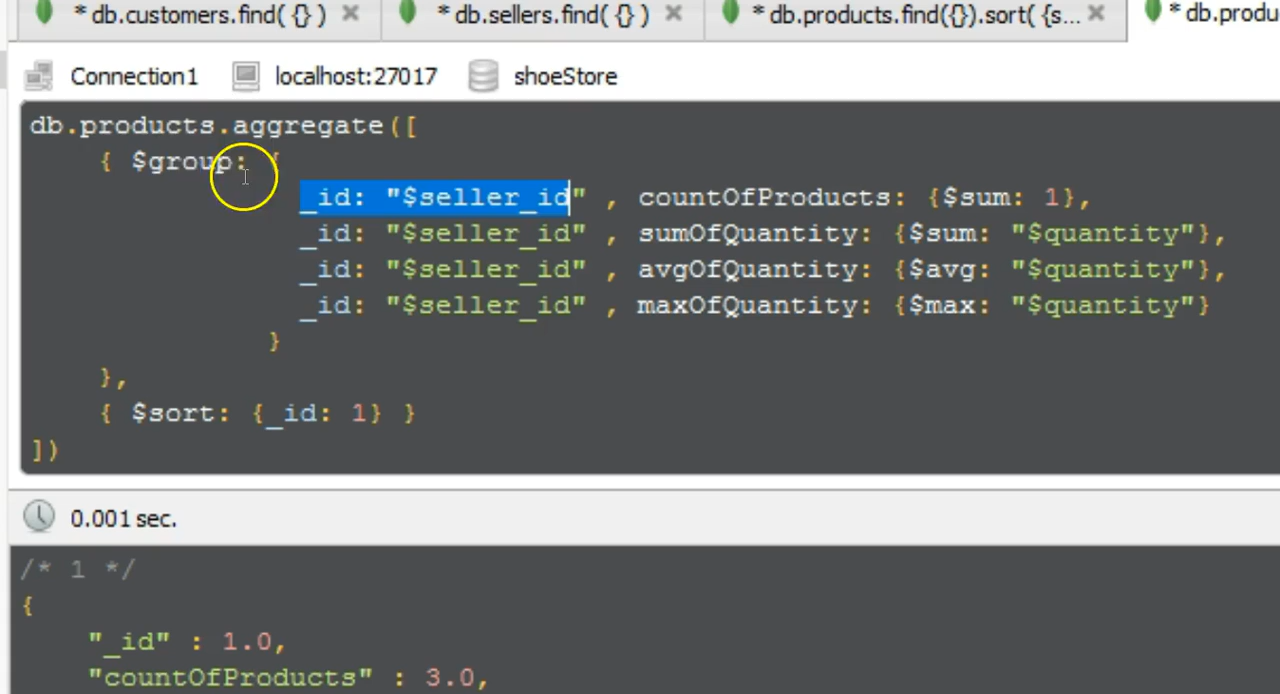 * db.customers.find( {} ) * db.sellers.find( {} ) * db.products.find({}).sort( {s... * db.produ
Connection1 localhost:27017 shoeStore
db.products.aggregate([
{ $group: {
_id: "$seller_id" , countOfProducts: {$sum: 1},
_id: "$seller_id" , sumOfQuantity: {$sum: "$quantity"},
_id: "$seller_id" , avgOfQuantity: {$avg: "$quantity"},
_id: "$seller_id" , maxOfQuantity: {$max: "$quantity"}
}
},
{ $sort: {_id: 1} }
])
0.001 sec.
/* 1 */
{
"_id" : 1.0,
"countOfProducts" : 3.0,